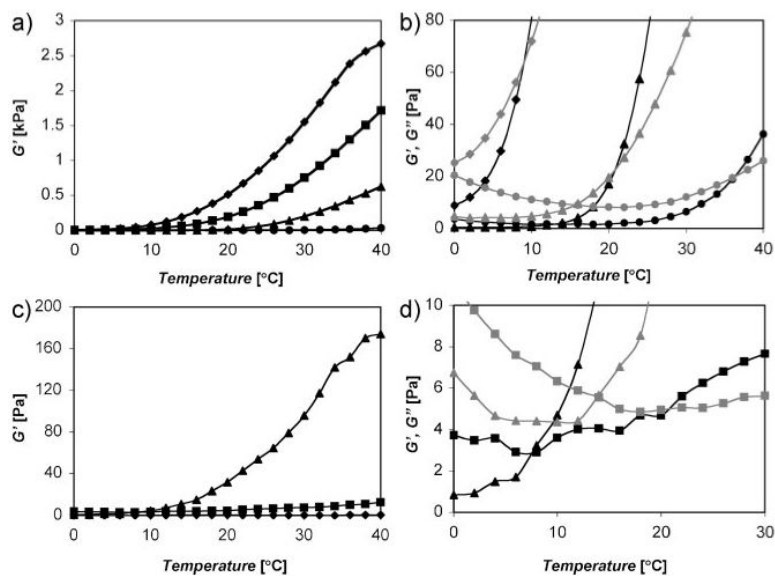 a)
G' [kPa]
3
2.5
2
1.5
1
0.5
0
0 10 20 30 40
Temperature [°C]
b)
G', G" [Pa]
80
60
40
20
0
0 10 20 30 40
Temperature [°C]
c)
G' [Pa]
200
160
120
80
40
0
0 10 20 30 40
Temperature [°C]
d)
G', G" [Pa]
10
8
6
4
2
0
0 10 20 30
Temperature [°C]